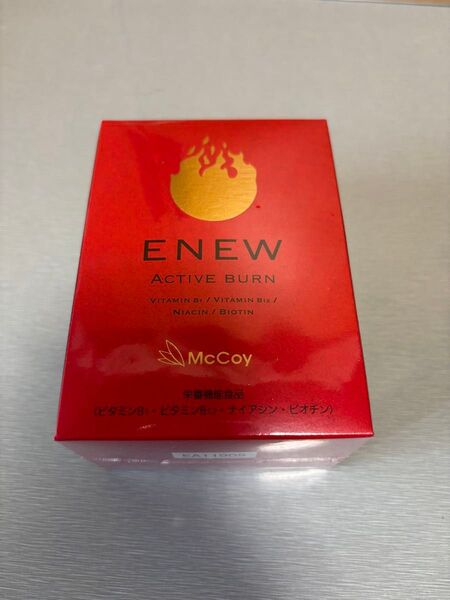 ENEW
ACTIVE BURN
VITAMIN B1 / VITAMIN B12 /
NIACIN / BIOTIN
McCoy
栄養機能食品
(ビタミンB1・ビタミンB12・ナイアシン・ビオチン)